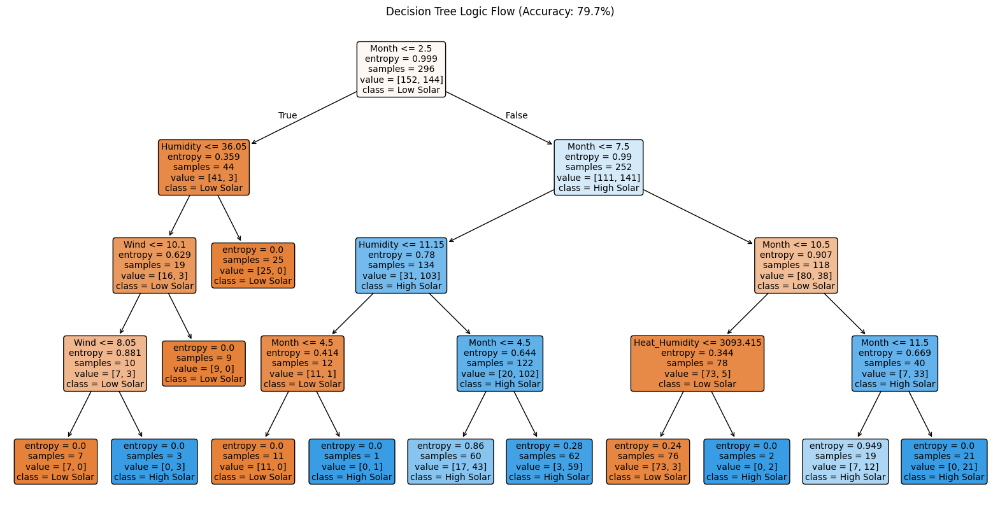 Decision Tree Logic Flow (Accuracy: 79.7%)
Month <= 2.5
entropy = 0.999
samples = 296
value = [152, 144]
class = Low Solar
True
False
Humidity <= 36.05
entropy = 0.359
samples = 44
value = [41, 3]
class = Low Solar
Month <= 7.5
entropy = 0.99
samples = 252
value = [111, 141]
class = High Solar
Wind <= 10.1
entropy = 0.629
samples = 19
value = [16, 3]
class = Low Solar
entropy = 0.0
samples = 25
value = [25, 0]
class = Low Solar
Humidity <= 11.15
entropy = 0.78
samples = 134
value = [31, 103]
class = High Solar
Month <= 10.5
entropy = 0.907
samples = 118
value = [80, 38]
class = Low Solar
Wind <= 8.05
entropy = 0.881
samples = 10
value = [7, 3]
class = Low Solar
entropy = 0.0
samples = 9
value = [9, 0]
class = Low Solar
Month <= 4.5
entropy = 0.414
samples = 12
value = [11, 1]
class = Low Solar
Month <= 4.5
entropy = 0.644
samples = 122
value = [20, 102]
class = High Solar
Heat_Humidity <= 3093.415
entropy = 0.344
samples = 78
value = [73, 5]
class = Low Solar
Month <= 11.5
entropy = 0.669
samples = 40
value = [7, 33]
class = High Solar
entropy = 0.0
samples = 7
value = [7, 0]
class = Low Solar
entropy = 0.0
samples = 3
value = [0, 3]
class = High Solar
entropy = 0.0
samples = 11
value = [11, 0]
class = Low Solar
entropy = 0.0
samples = 1
value = [0, 1]
class = High Solar
entropy = 0.86
samples = 60
value = [17, 43]
class = High Solar
entropy = 0.28
samples = 62
value = [3, 59]
class = High Solar
entropy = 0.24
samples = 76
value = [73, 3]
class = Low Solar
entropy = 0.0
samples = 2
value = [0, 2]
class = High Solar
entropy = 0.949
samples = 19
value = [7, 12]
class = High Solar
entropy = 0.0
samples = 21
value = [0, 21]
class = High Solar